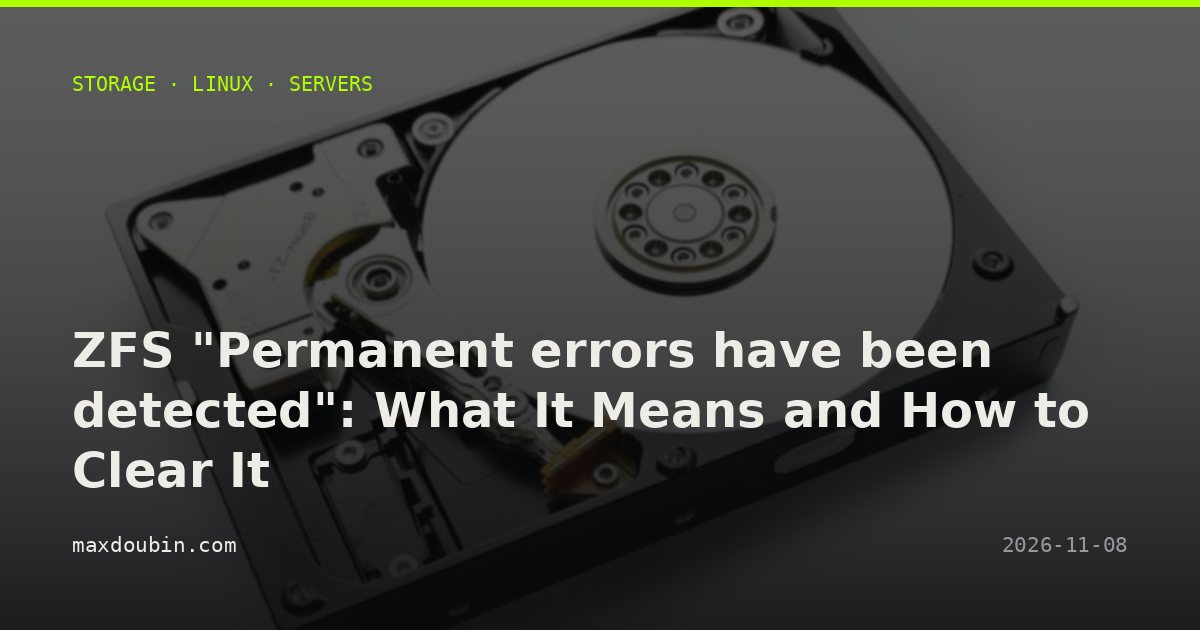 STORAGE · LINUX · SERVERS
ZFS "Permanent errors have been
detected": What It Means and How to
Clear It
maxdoubin.com
2026-11-08